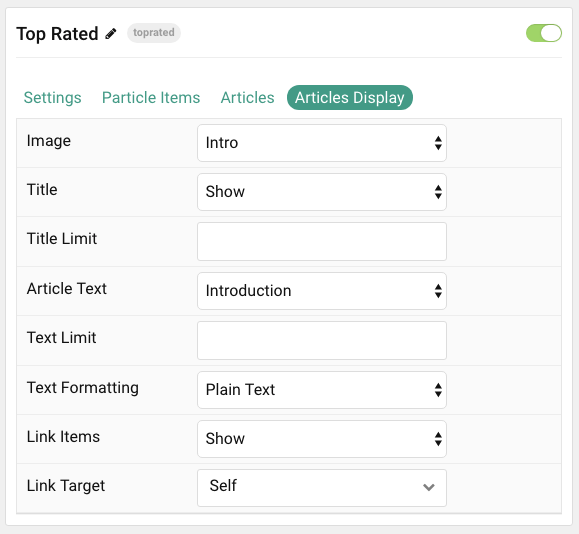 Top Rated toprated
Settings Particle Items Articles Articles Display
Image Intro
Title Show
Title Limit
Article Text Introduction
Text Limit
Text Formatting Plain Text
Link Items Show
Link Target Self